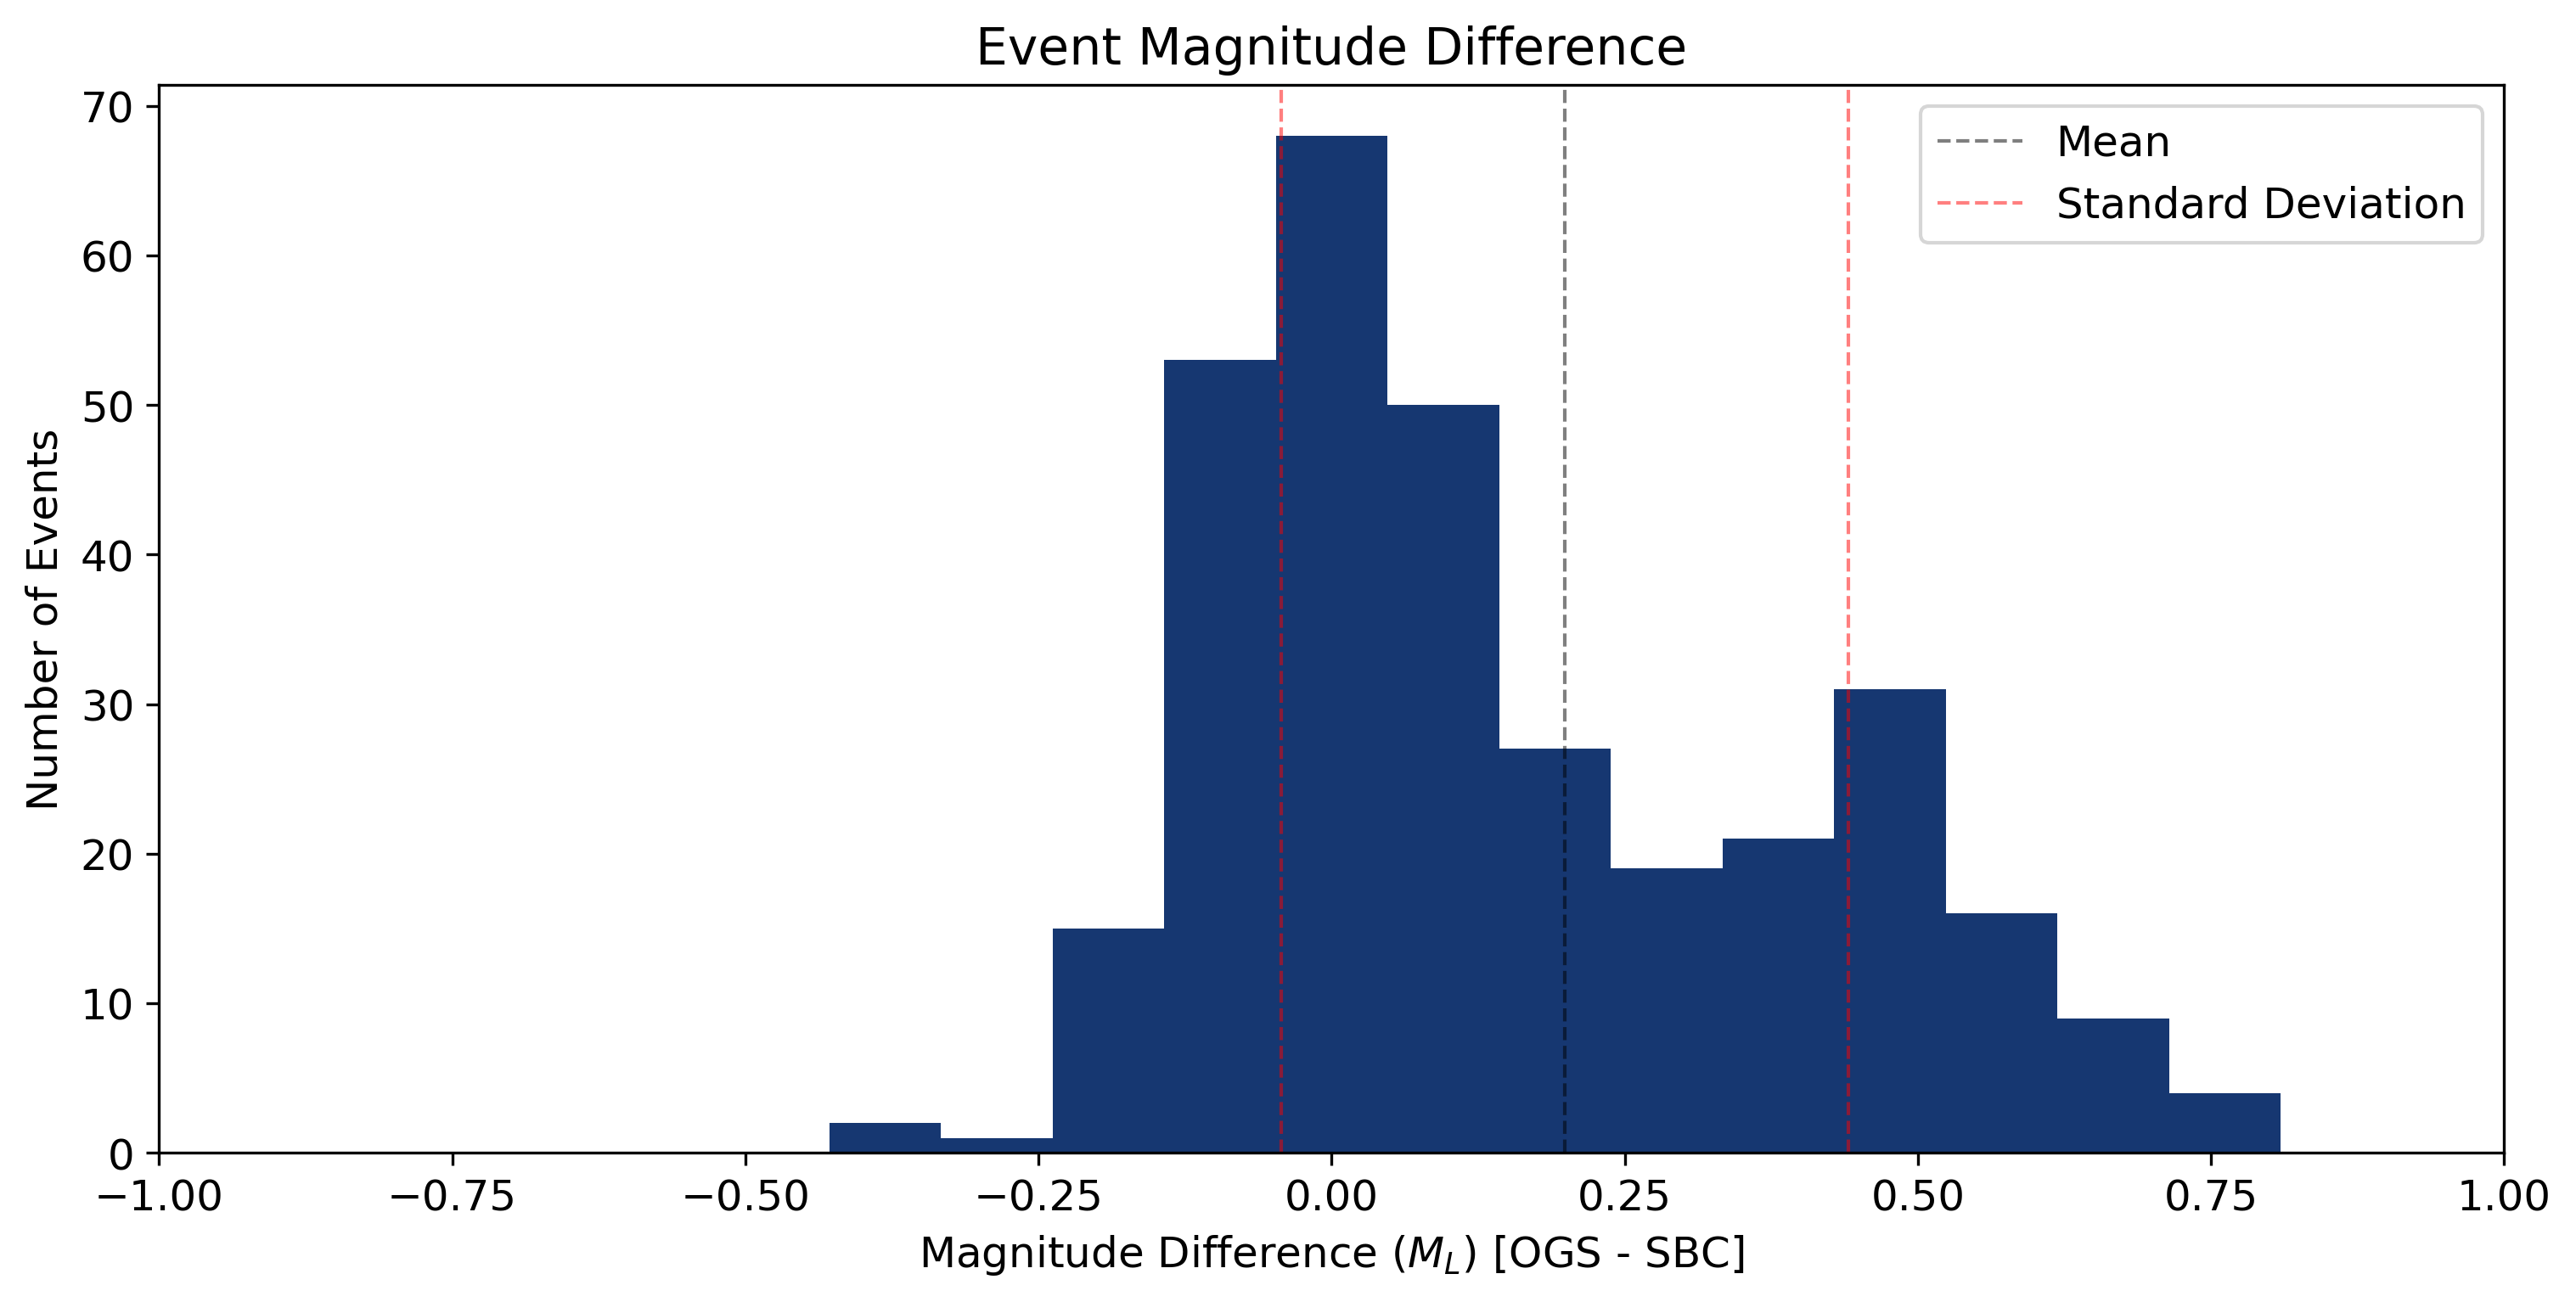 Event Magnitude Difference
Mean
Standard Deviation
Number of Events
70
60
50
40
30
20
10
0
−1.00 −0.75 −0.50 −0.25 0.00 0.25 0.50 0.75 1.00
Magnitude Difference (M_L) [OGS - SBC]